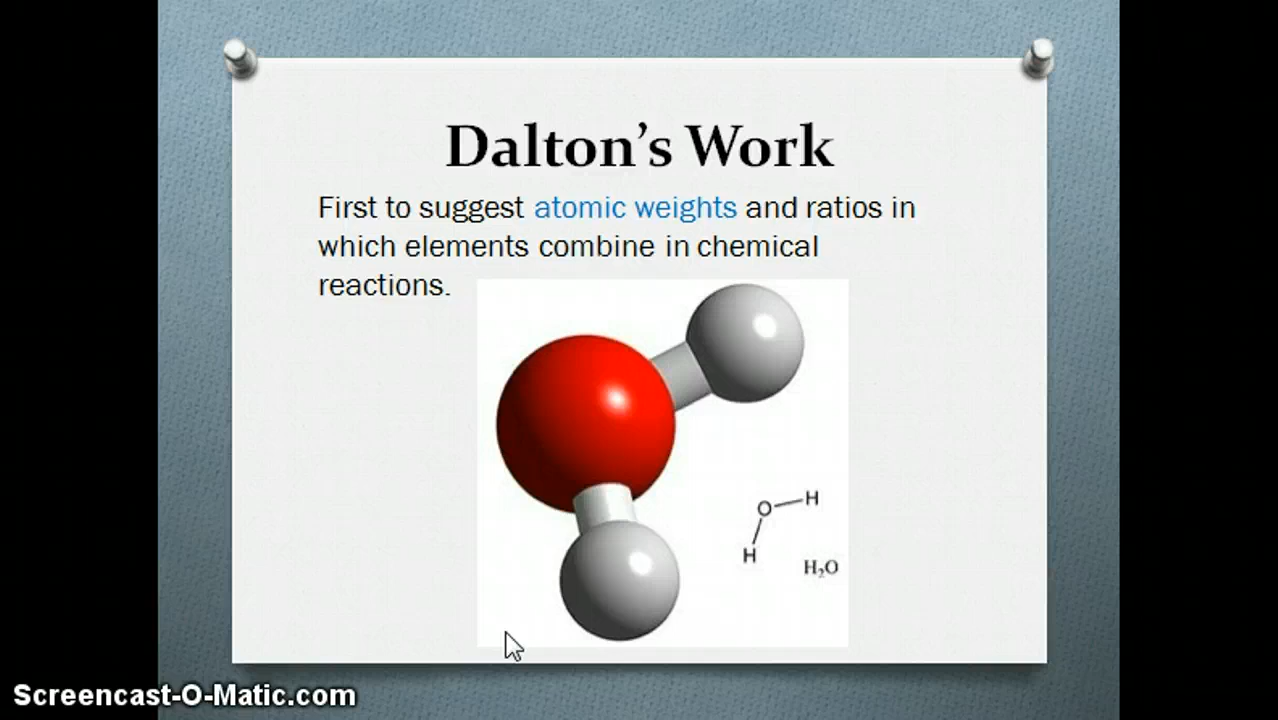 Dalton's Work
First to suggest atomic weights and ratios in
which elements combine in chemical
reactions.
O H
H
H₂O
Screencast-O-Matic.com